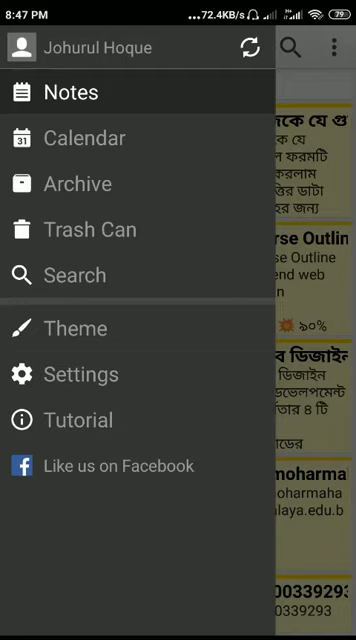 8:47 PM
...72.4KB/s
79
Johurul Hoque
Notes
31
Calendar
Archive
Trash Can
Search
Theme
Settings
Tutorial
Like us on Facebook
কে যে
ফরমটি
করলাম
ডাটা
জন্য
rse Outlin
se Outline
end web
n
৯০%
ডিজাইন
ডিজাইন
ডেভেলপমেন্ট
র্তার ৪ টি
াডের
moharma
oharmaha
alaya.edu.b
00339293
0339293